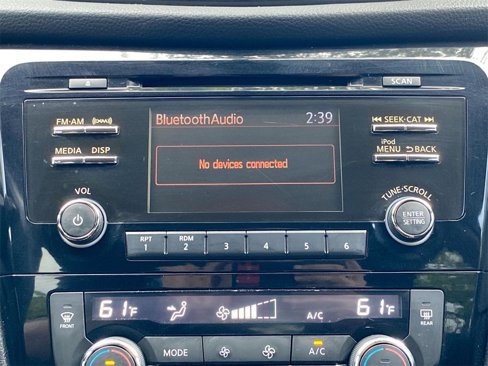 SCAN
FM-AM ((XM))
BluetoothAudio 2:39
SEEK·CAT
MEDIA DISP
No devices connected
iPod
MENU BACK
VOL
TUNE·SCROLL
ENTER
SETTING
RPT
1
RDM
2
3
4
5
6
FRONT
61°F
A/C
61°F
REAR
MODE
A/C